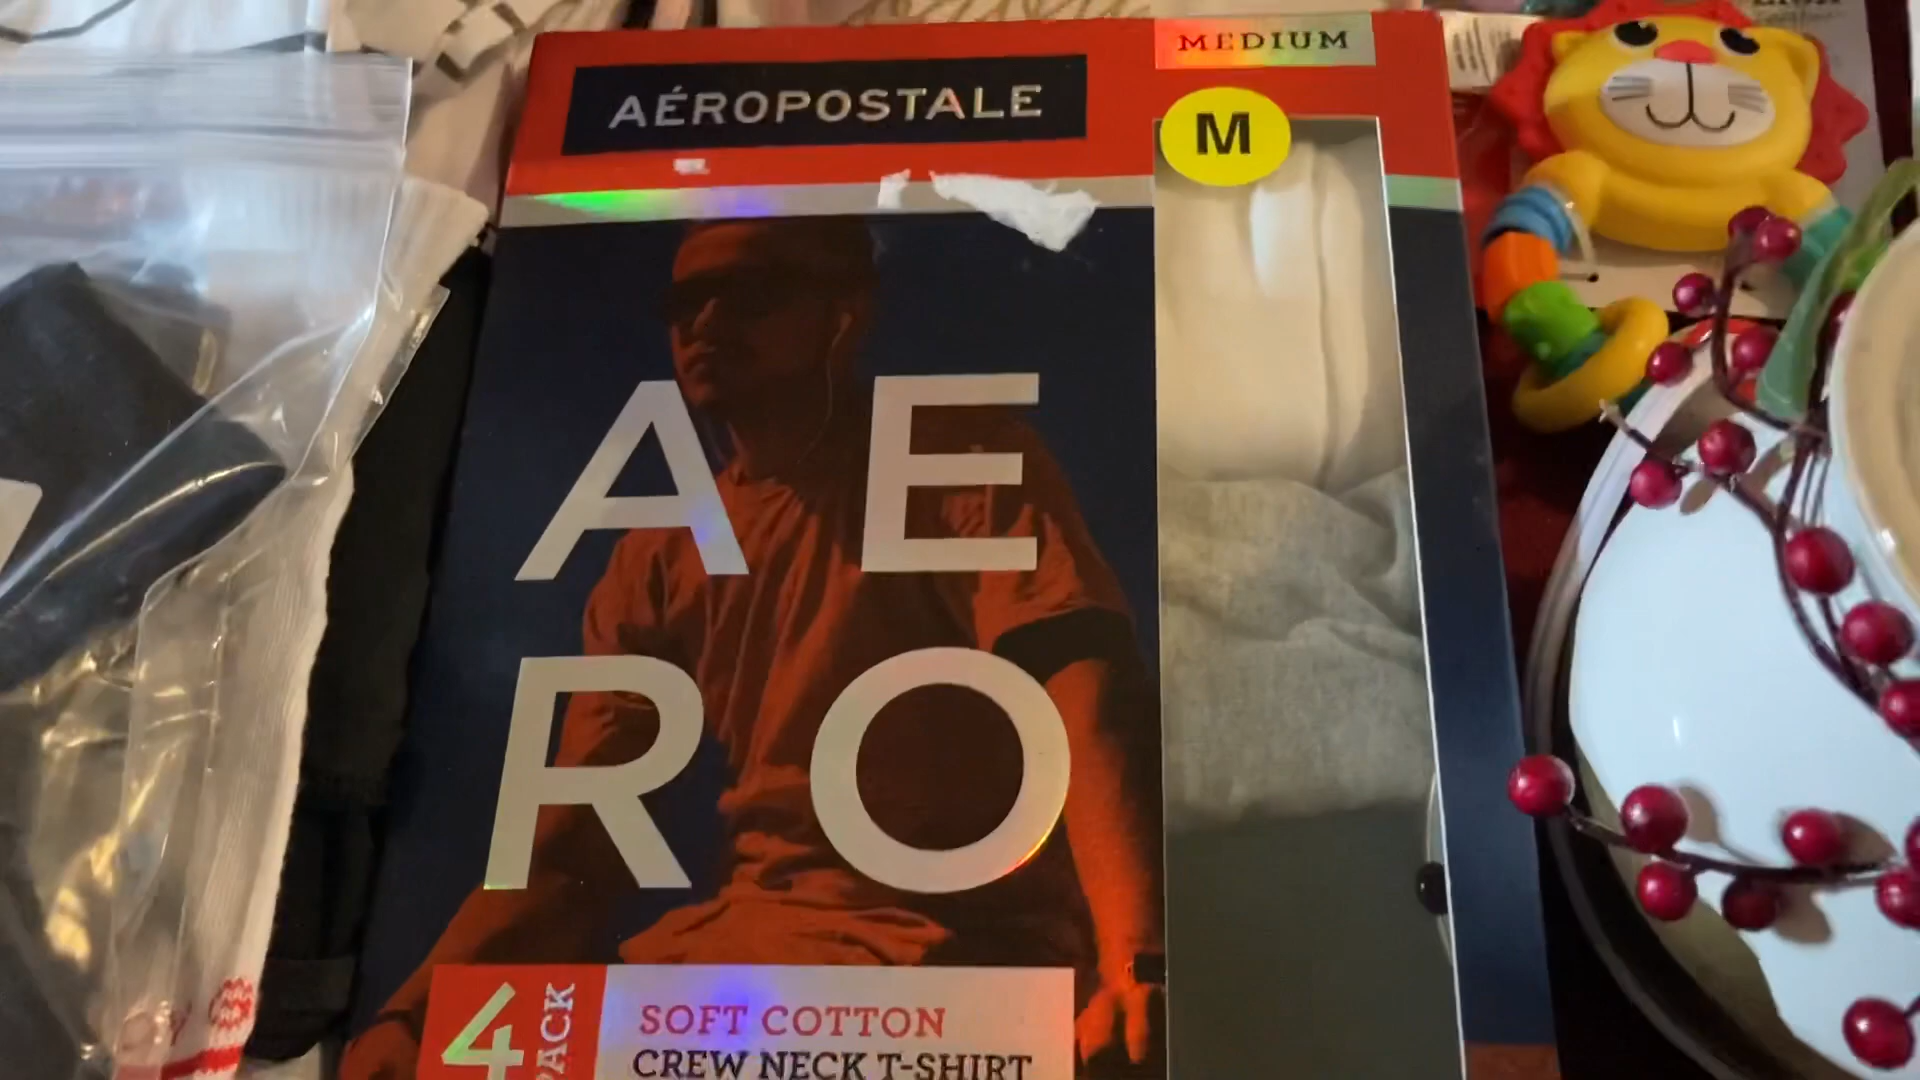 AÉROPOSTALE
MEDIUM
M
AE
RO
4
PACK
SOFT COTTON
CREW NECK T-SHIRT